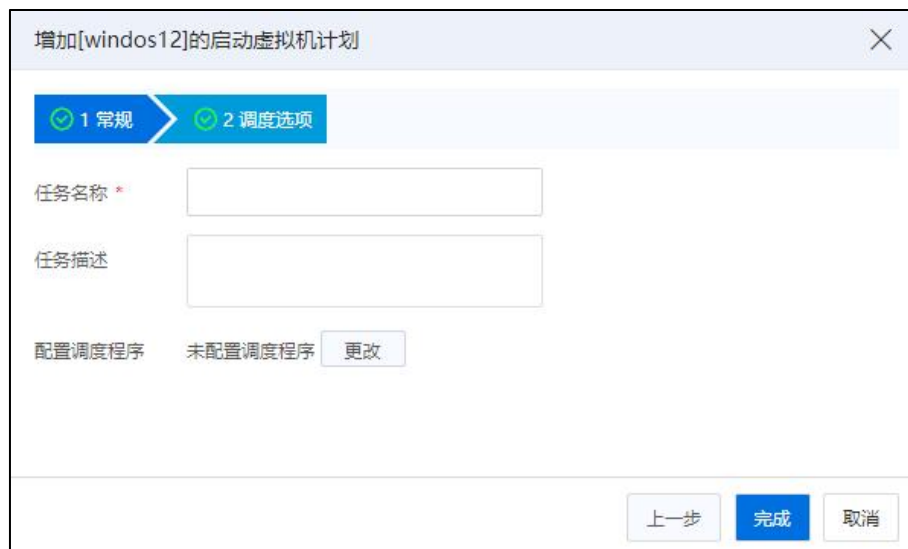 增加[windos12]的启动虚拟机计划
1 常规 2 调度选项
任务名称 *
任务描述
配置调度程序 未配置调度程序 更改
上一步 完成 取消